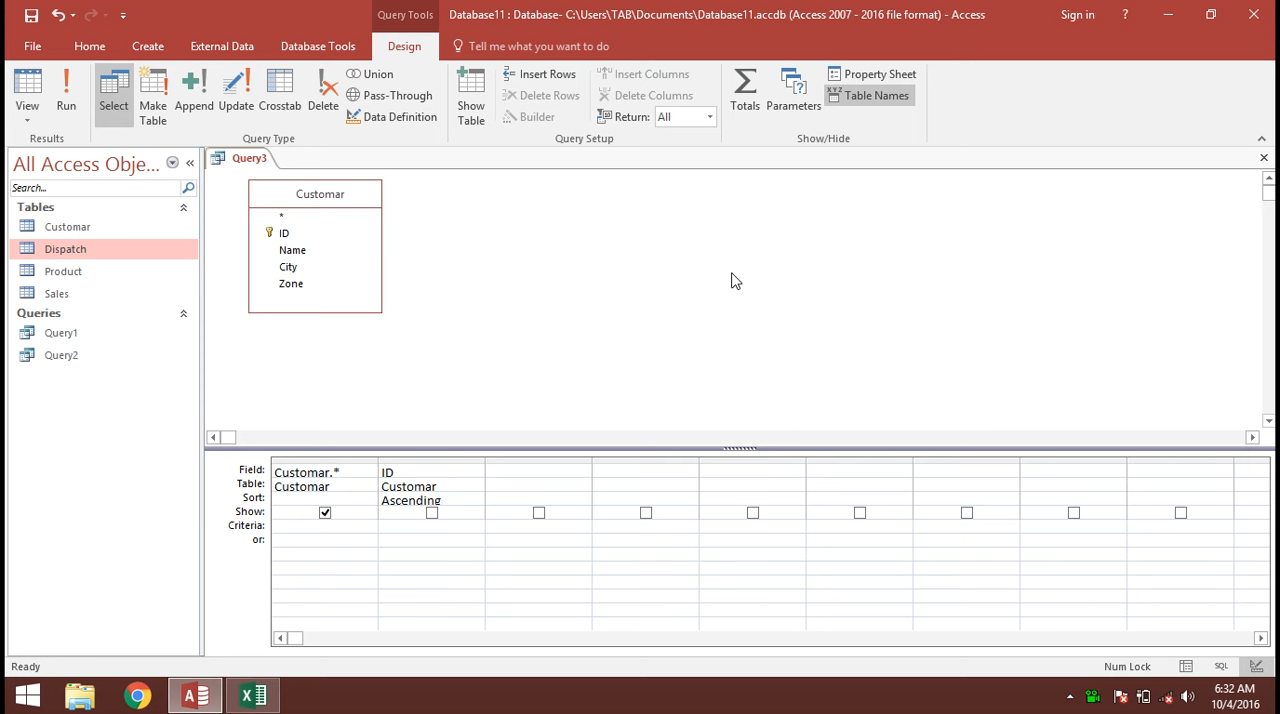 Query Tools
Database11 : Database- C:\Users\TAB\Documents\Database11.accdb (Access 2007 - 2016 file format) - Access
Sign in
?
File
Home
Create
External Data
Database Tools
Design
Tell me what you want to do
View
Run
Select
Make Table
Append
Update
Crosstab
Delete
Union
Pass-Through
Data Definition
Show Table
Insert Rows
Delete Rows
Builder
Insert Columns
Delete Columns
Return: All
Totals
Parameters
Property Sheet
XYZ Table Names
Results
Query Type
Query Setup
Show/Hide
All Access Obje...
Search...
Tables
Customar
Dispatch
Product
Sales
Queries
Query1
Query2
Query3
Customar
*
ID
Name
City
Zone
Field: Customar.* ID
Table: Customar Customar
Sort: Ascending
Show:
Criteria:
or:
Ready
Num Lock
SQL
6:32 AM
10/4/2016